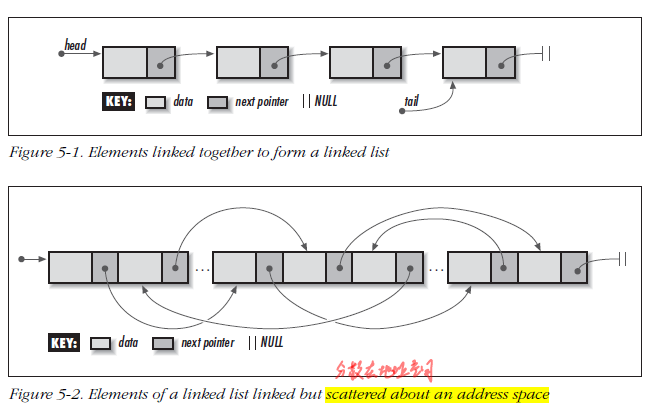 head
tail
KEY: data next pointer || NULL
Figure 5-1. Elements linked together to form a linked list
... ...
KEY: data next pointer || NULL
分散在地址空间
Figure 5-2. Elements of a linked list linked but scattered about an address space